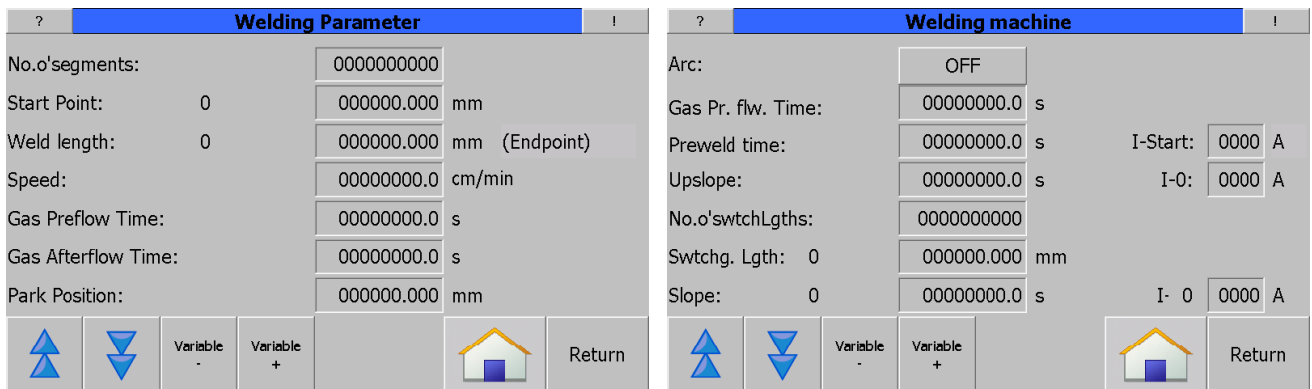 ? Welding Parameter !
No.o'segments: 0000000000
Start Point: 0 000000.000 mm
Weld length: 0 000000.000 mm (Endpoint)
Speed: 00000000.0 cm/min
Gas Preflow Time: 00000000.0 s
Gas Afterflow Time: 00000000.0 s
Park Position: 000000.000 mm
Variable - Variable + Return
? Welding machine !
Arc: OFF
Gas Pr. flw. Time: 00000000.0 s
Preweld time: 00000000.0 s I-Start: 0000 A
Upslope: 00000000.0 s I-0: 0000 A
No.o'swtchLgths: 0000000000
Swtchg. Lgth: 0 000000.000 mm
Slope: 0 00000000.0 s I- 0 0000 A
Variable - Variable + Return